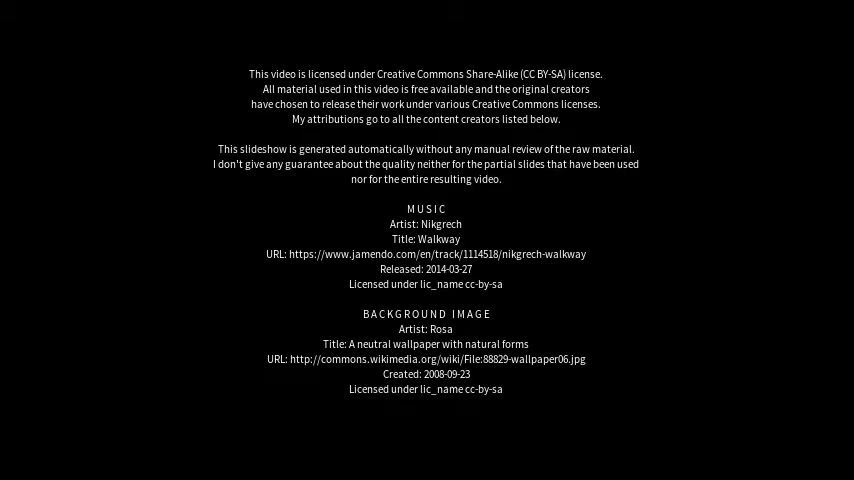 This video is licensed under Creative Commons Share-Alike (CC BY-SA) license.
All material used in this video is free available and the original creators
have chosen to release their work under various Creative Commons licenses.
My attributions go to all the content creators listed below.
This slideshow is generated automatically without any manual review of the raw material.
I don't give any guarantee about the quality neither for the partial slides that have been used
nor for the entire resulting video.
MUSIC
Artist: Nikgrech
Title: Walkway
URL: https://www.jamendo.com/en/track/1114518/nikgrech-walkway
Released: 2014-03-27
Licensed under lic_name cc-by-sa
BACKGROUND IMAGE
Artist: Rosa
Title: A neutral wallpaper with natural forms
URL: http://commons.wikimedia.org/wiki/File:88829-wallpaper06.jpg
Created: 2008-09-23
Licensed under lic_name cc-by-sa